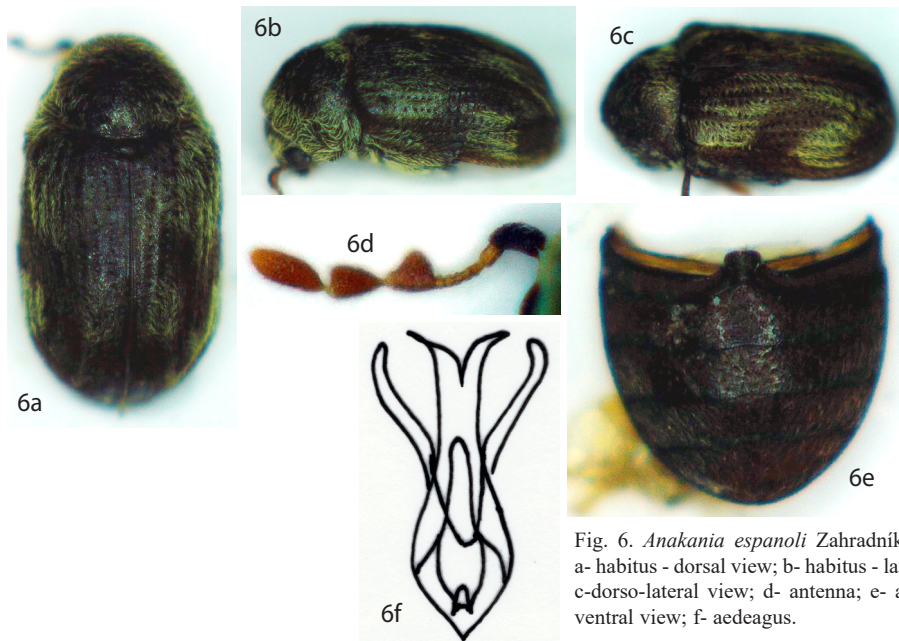 6a
6b
6c
6d
6e
6f
Fig. 6. Anakania espanoli Zahradník
a- habitus - dorsal view; b- habitus - la
c-dorso-lateral view; d- antenna; e- a
ventral view; f- aedeagus.